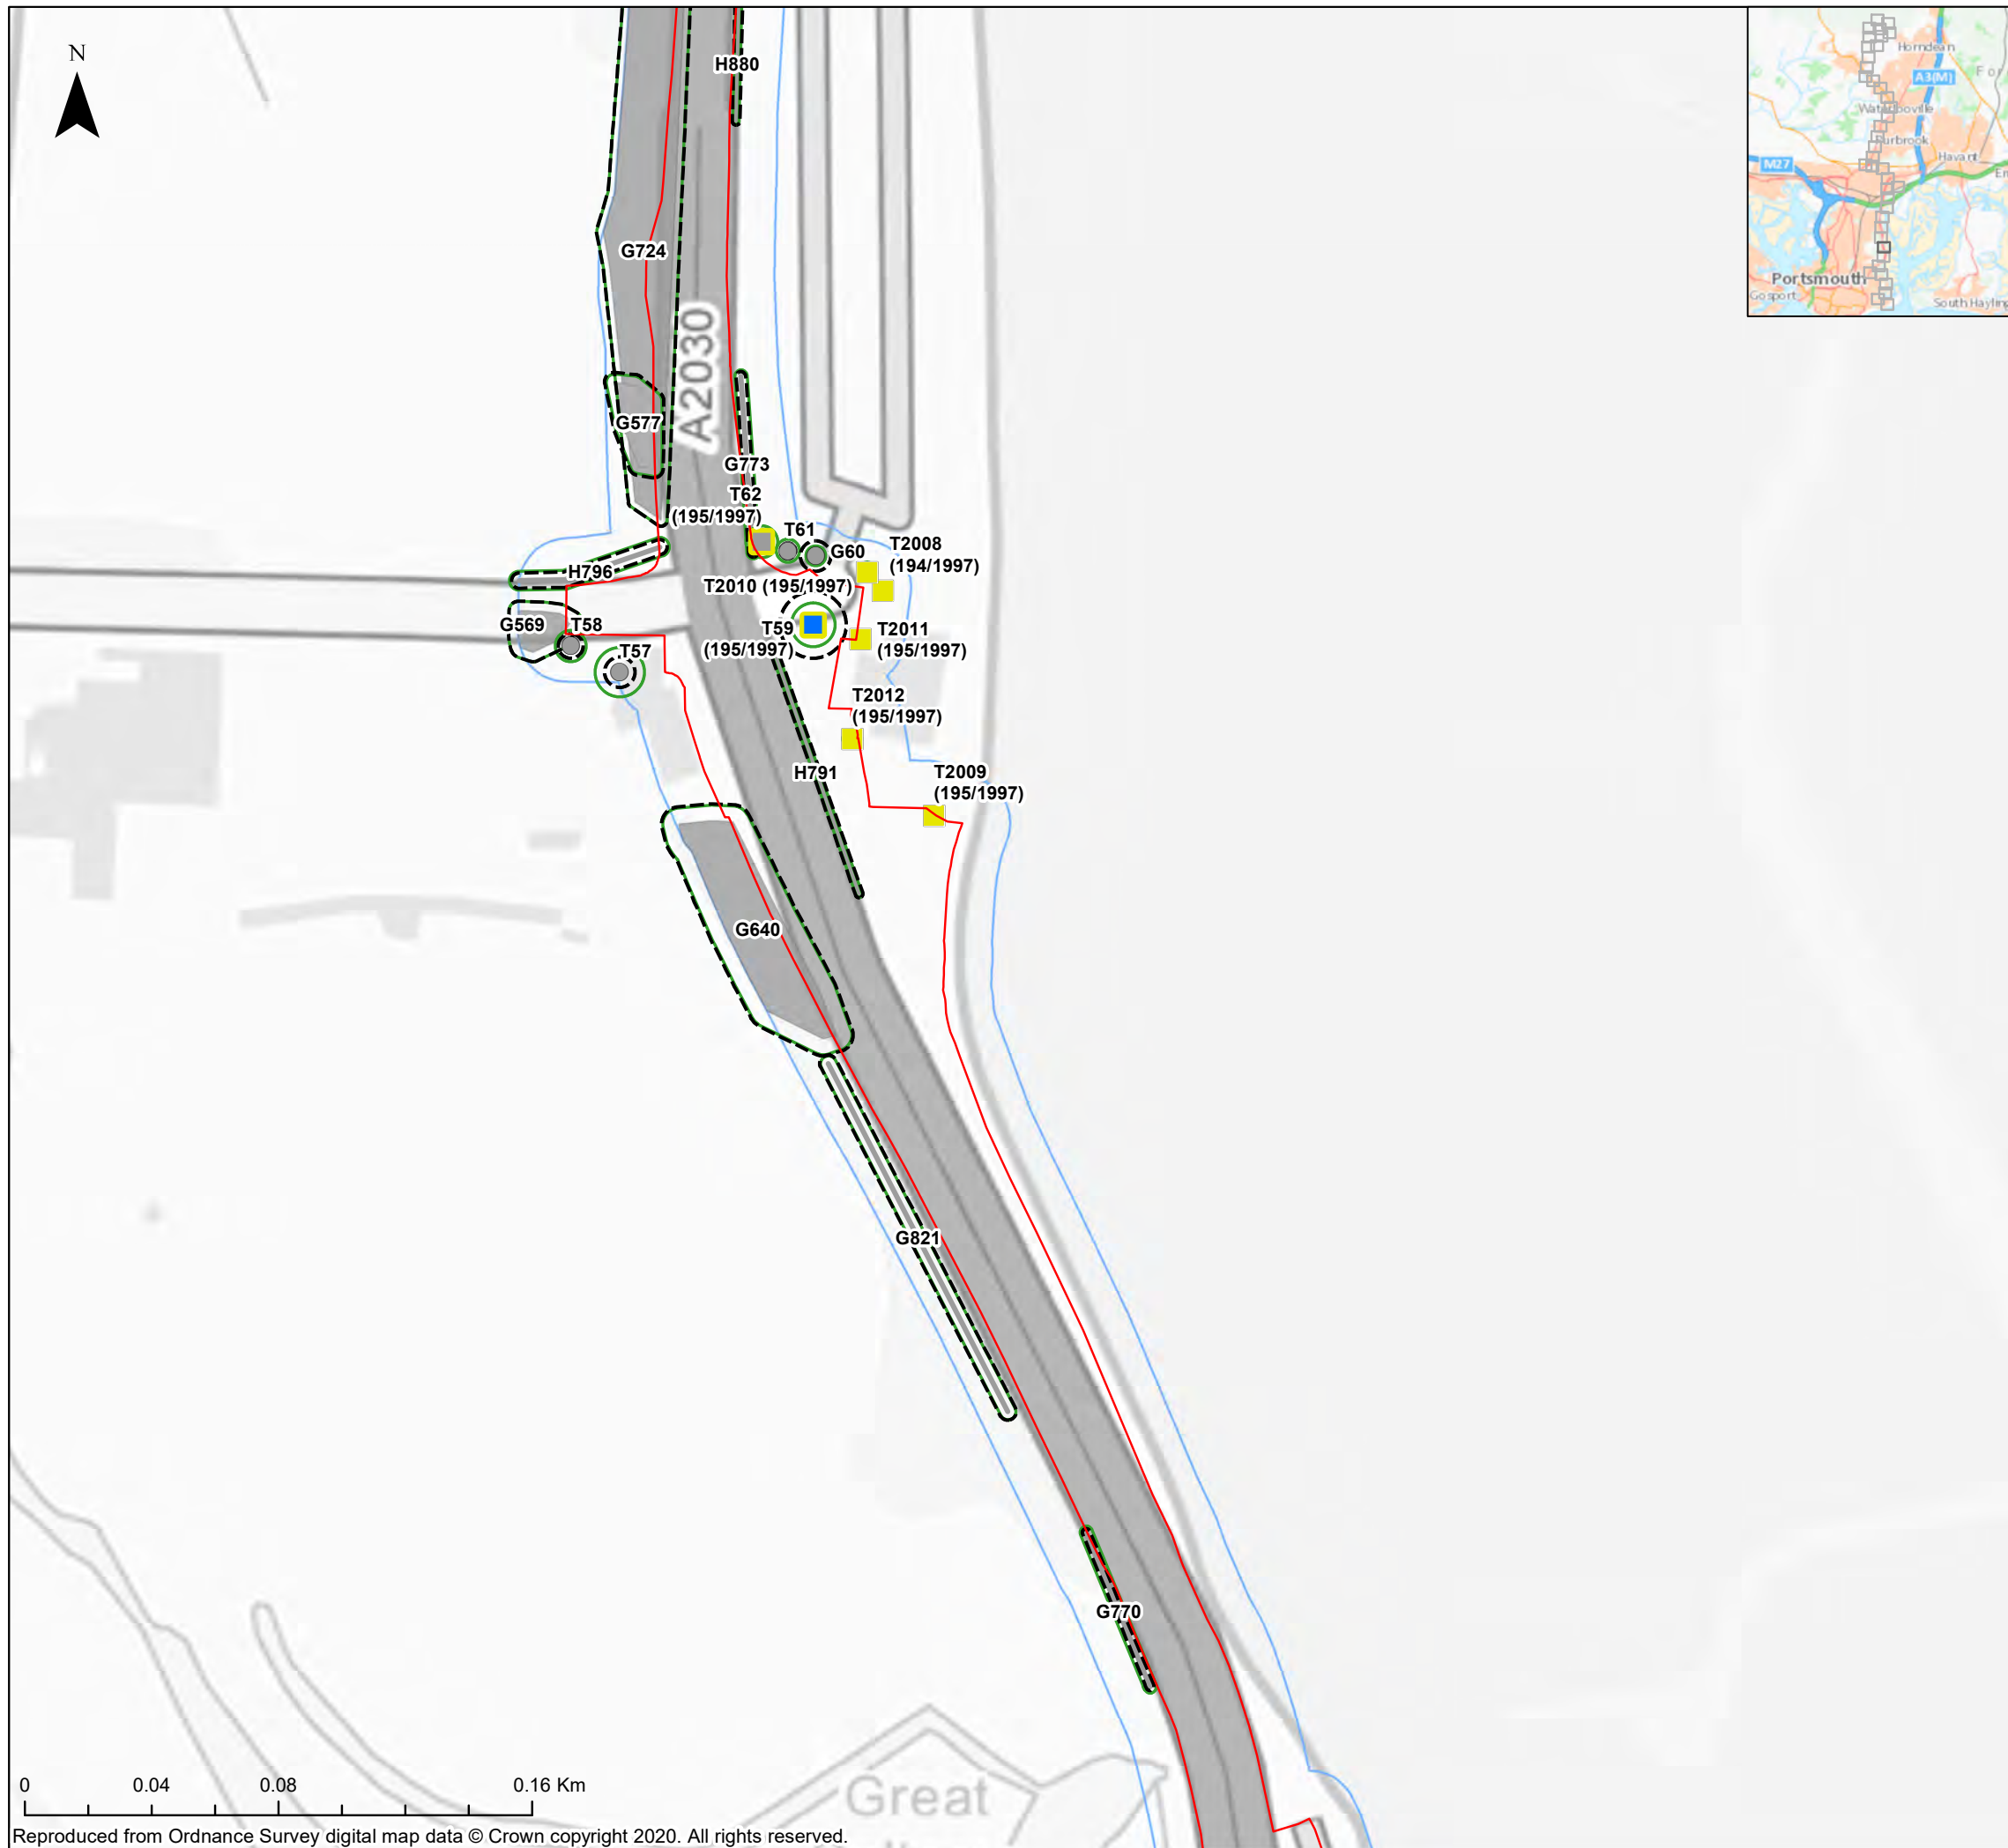 N
H880
G724
A2030
G577
G773
T62
(195/1997)
T61
G60
T2008
(194/1997)
H796
T2010 (195/1997)
G569
T58
T59
(195/1997)
T2011
(195/1997)
T57
T2012
(195/1997)
H791
T2009
(195/1997)
G640
G821
G770
Great
0 0.04 0.08 0.16 Km
Reproduced from Ordnance Survey digital map data © Crown copyright 2020. All rights reserved.
Horndean
A3(M)
For
Waterlooville
Purbrook
M27
Havant
Em
Portsmouth
Gosport
South Hayling